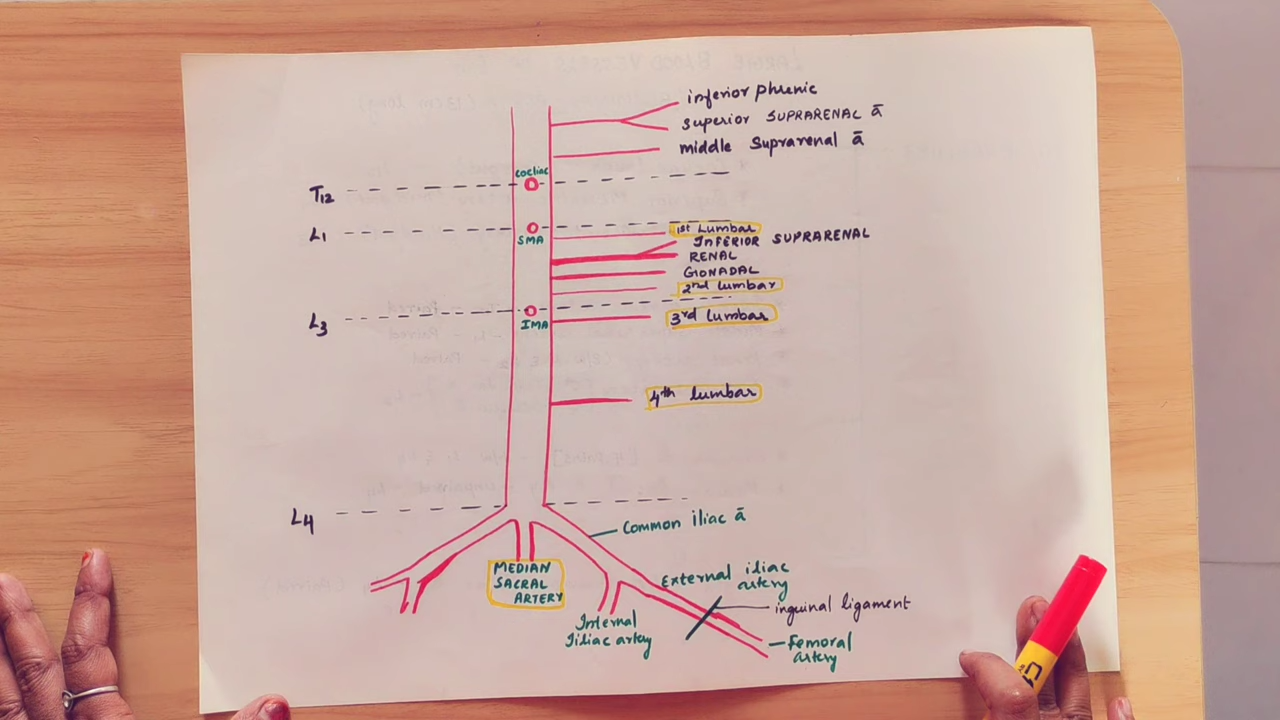 inferior phrenic
superior SUPRARENAL ā
middle Suprarenal ā
coeliac
T12
L1
SMA
1st Lumbar
INFERIOR SUPRARENAL
RENAL
GONADAL
2nd lumbar
L3
IMA
3rd lumbar
4th lumbar
L4
Common iliac ā
MEDIAN
SACRAL
ARTERY
External iliac
artery
inguinal ligament
Internal
Iliac artery
Femoral
artery